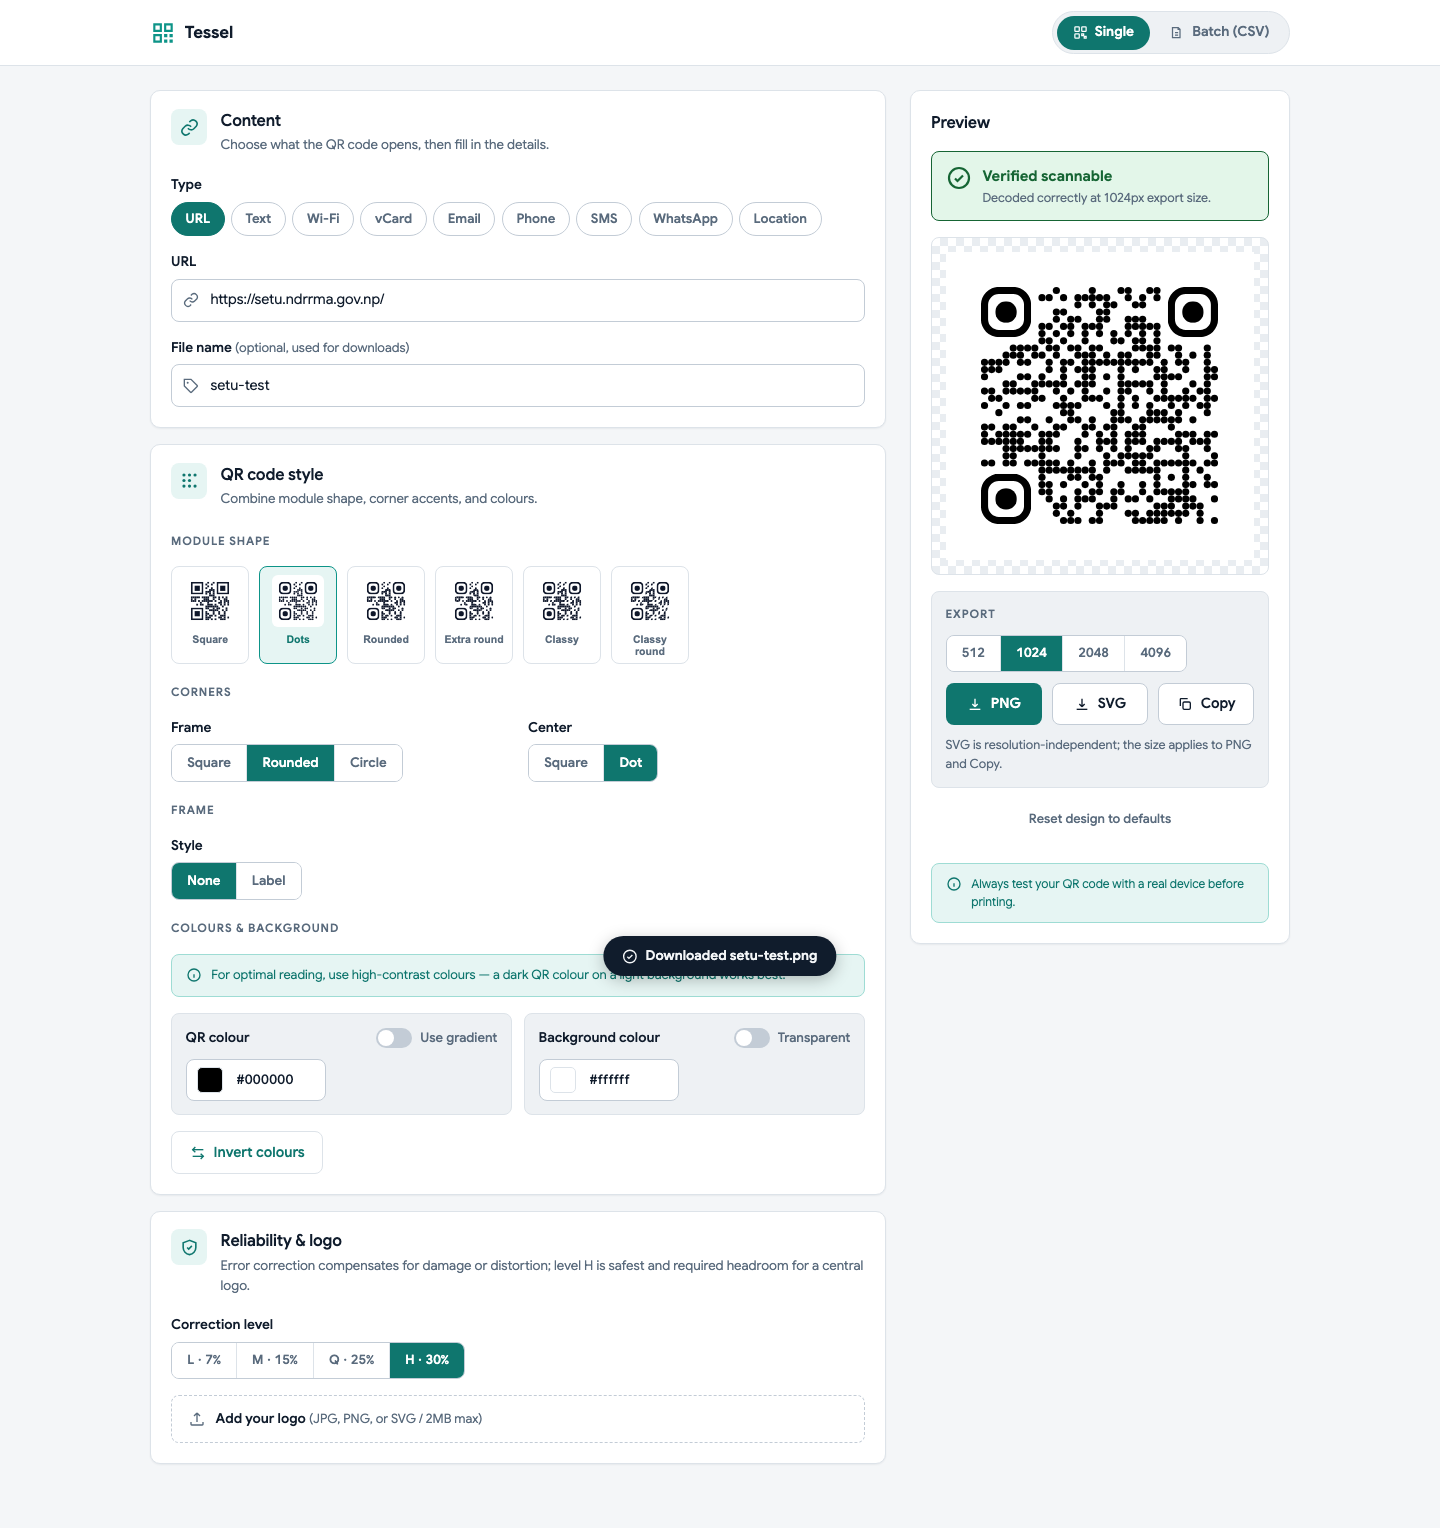 Tessel
Single
Batch (CSV)
Content
Choose what the QR code opens, then fill in the details.
Type
URL
Text
Wi-Fi
vCard
Email
Phone
SMS
WhatsApp
Location
URL
https://setu.ndrrma.gov.np/
File name (optional, used for downloads)
setu-test
QR code style
Combine module shape, corner accents, and colours.
MODULE SHAPE
Square
Dots
Rounded
Extra round
Classy
Classy
round
CORNERS
Frame
Square
Rounded
Circle
Center
Square
Dot
FRAME
Style
None
Label
COLOURS & BACKGROUND
Downloaded setu-test.png
For optimal reading, use high-contrast colours — a dark QR colour on a light background works best.
QR colour
Use gradient
#000000
Background colour
Transparent
#ffffff
Invert colours
Reliability & logo
Error correction compensates for damage or distortion; level H is safest and required headroom for a central
logo.
Correction level
L · 7%
M · 15%
Q · 25%
H · 30%
Add your logo (JPG, PNG, or SVG / 2MB max)
Preview
Verified scannable
Decoded correctly at 1024px export size.
EXPORT
512
1024
2048
4096
PNG
SVG
Copy
SVG is resolution-independent; the size applies to PNG
and Copy.
Reset design to defaults
Always test your QR code with a real device before
printing.